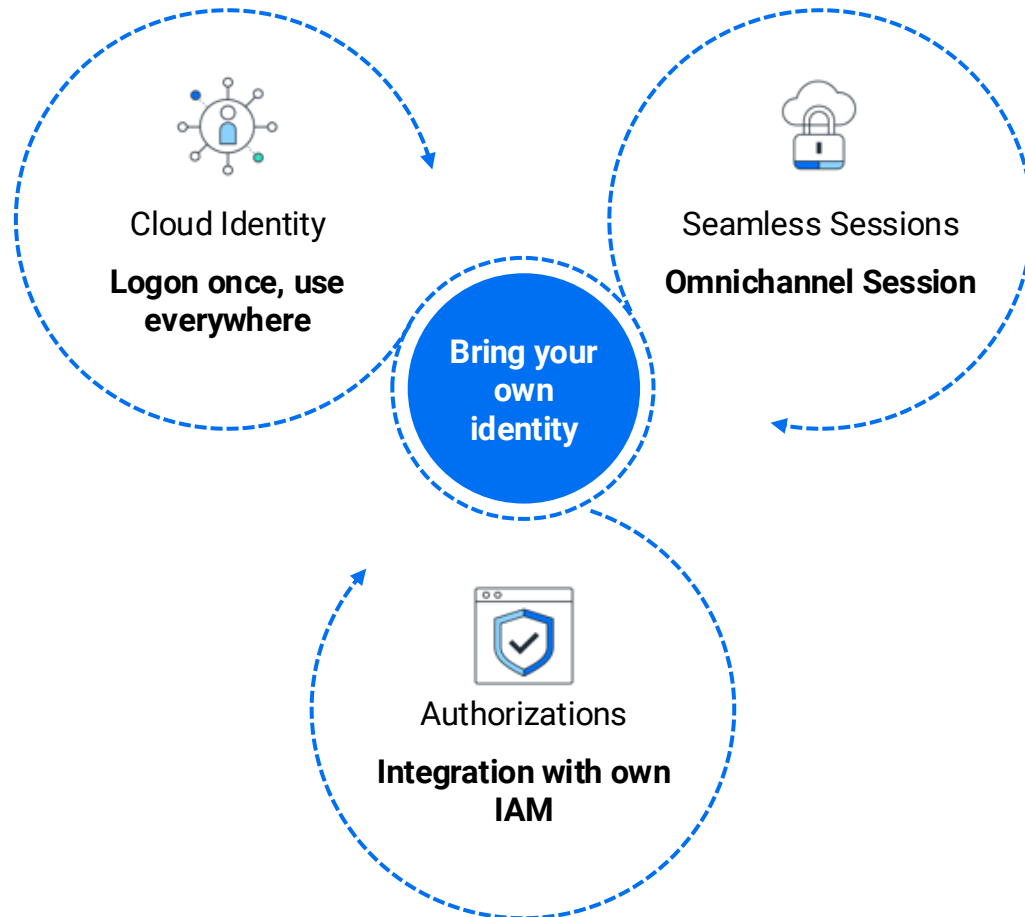 Cloud Identity
Logon once, use
everywhere
Seamless Sessions
Omnichannel Session
Bring your
own
identity
Authorizations
Integration with own
IAM